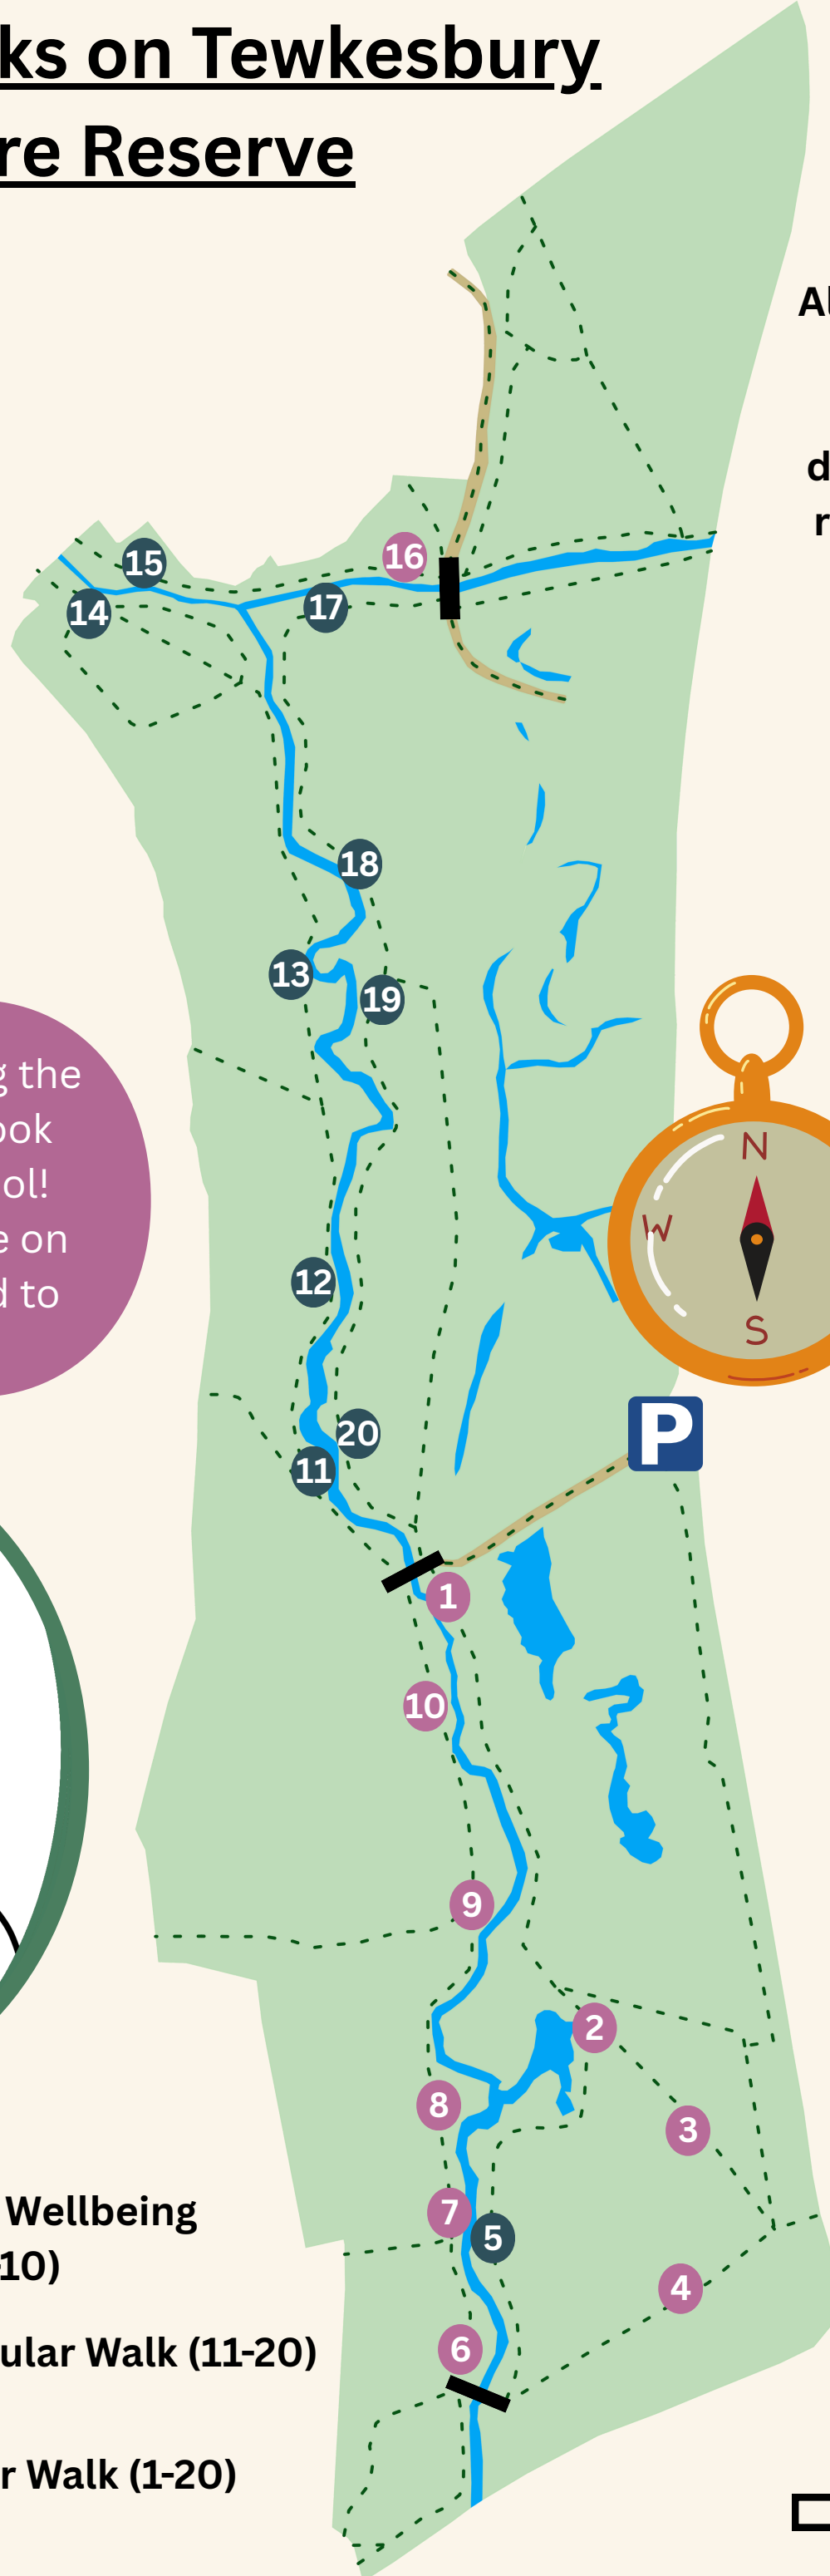 ks on Tewkesbury
re Reserve
Al
d
r
16
15
17
14
18
13
19
g the
ook
ol!
e on
d to
N
W
S
12
20
11
P
1
10
9
2
8
3
7
5
4
6
Wellbeing
-10)
ular Walk (11-20)
r Walk (1-20)